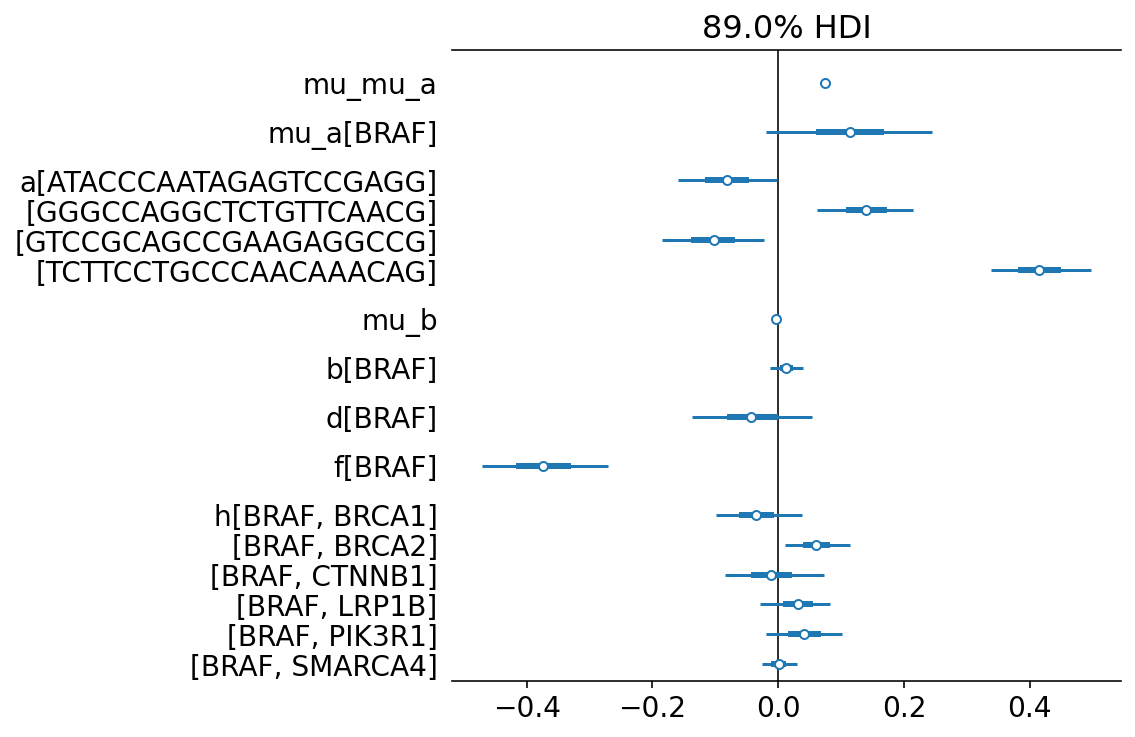 89.0% HDI
mu_mu_a
mu_a[BRAF]
a[ATACCCAATAGAGTCCGAGG]
[GGGCCAGGCTCTGTTCAACG]
[GTCCGCAGCCGAAGAGGCCG]
[TCTTCCTGCCCAACAAACAG]
mu_b
b[BRAF]
d[BRAF]
f[BRAF]
h[BRAF, BRCA1]
[BRAF, BRCA2]
[BRAF, CTNNB1]
[BRAF, LRP1B]
[BRAF, PIK3R1]
[BRAF, SMARCA4]
−0.4 −0.2 0.0 0.2 0.4